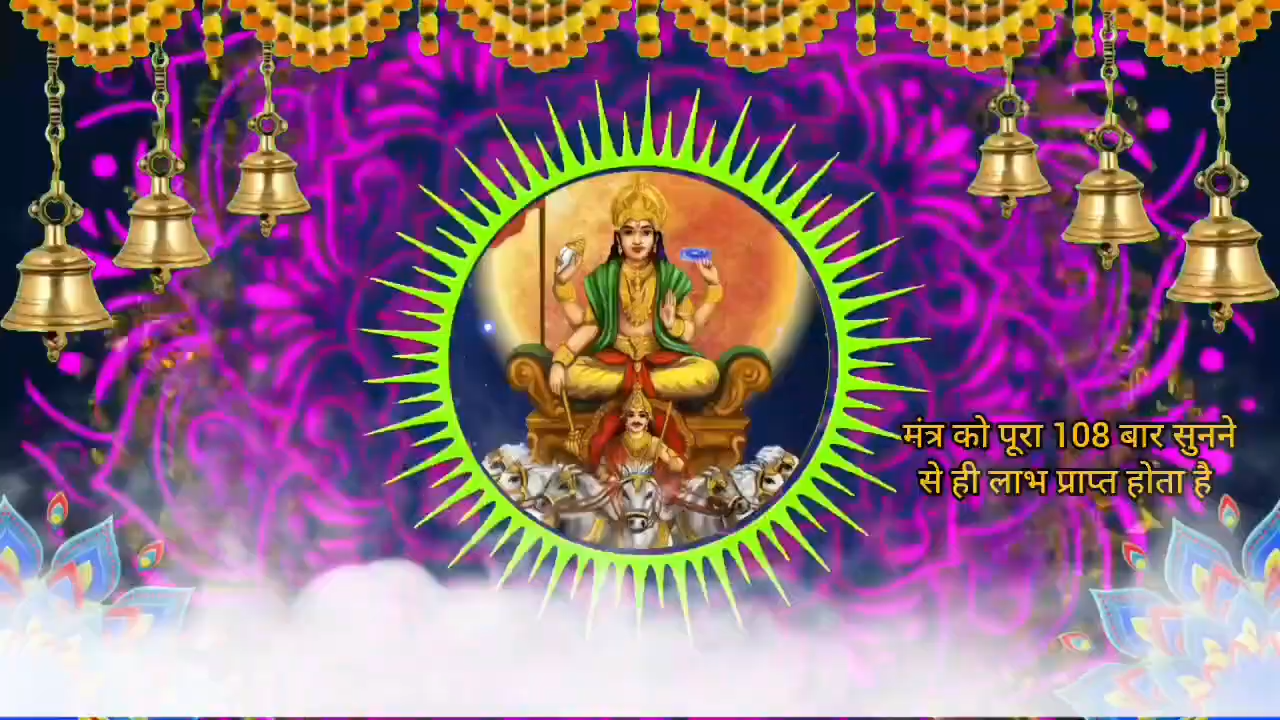 मंत्र को पूरा 108 बार सुनने
से ही लाभ प्राप्त होता है